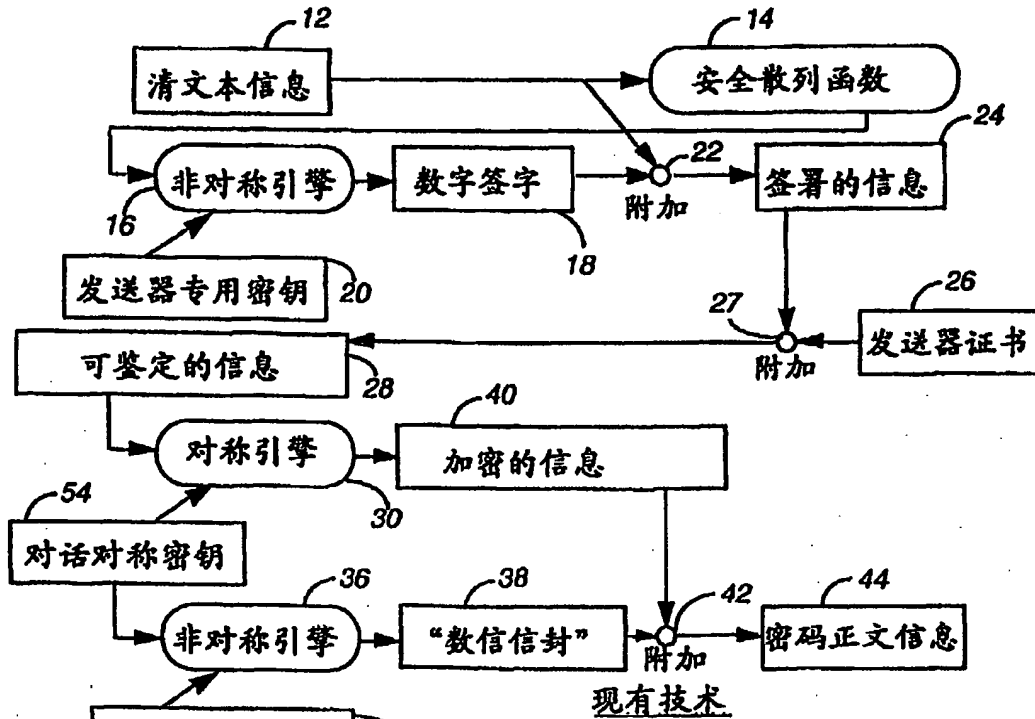 12
14
清文本信息
安全散列函数
24
22
非对称引擎
数字签字
签署的信息
附加
16
18
发送器专用密钥
20
26
27
发送器证书
可鉴定的信息
附加
28
40
对称引擎
加密的信息
54
30
对话对称密钥
36
38
42
44
非对称引擎
“数信信封”
密码正文信息
附加
现有技术